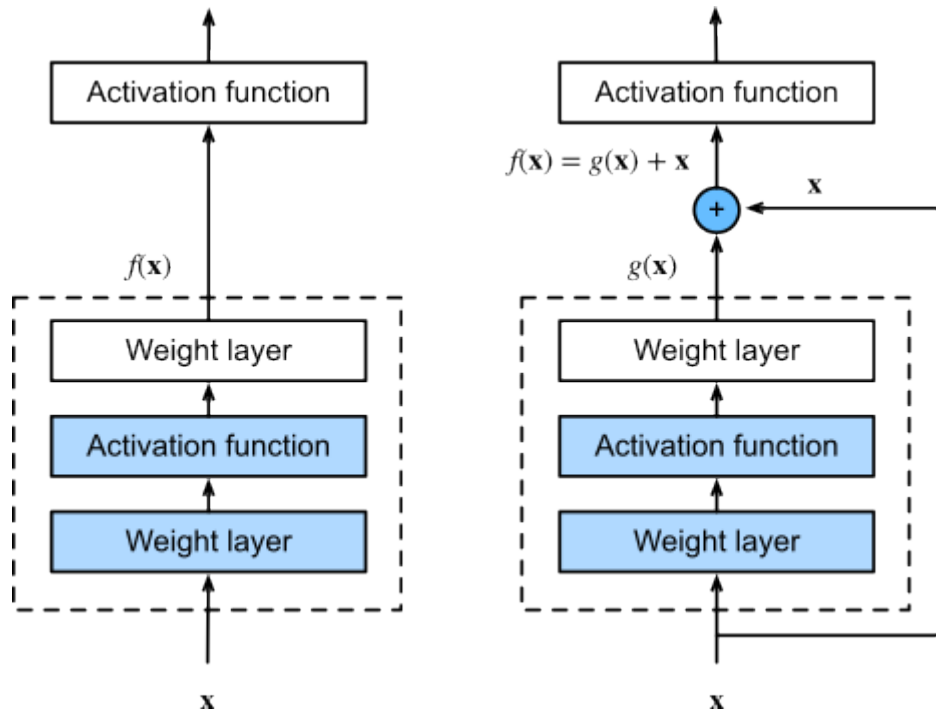 Activation function
f(x)
Weight layer
Activation function
Weight layer
x
Activation function
f(x) = g(x) + x
x
+
g(x)
Weight layer
Activation function
Weight layer
x